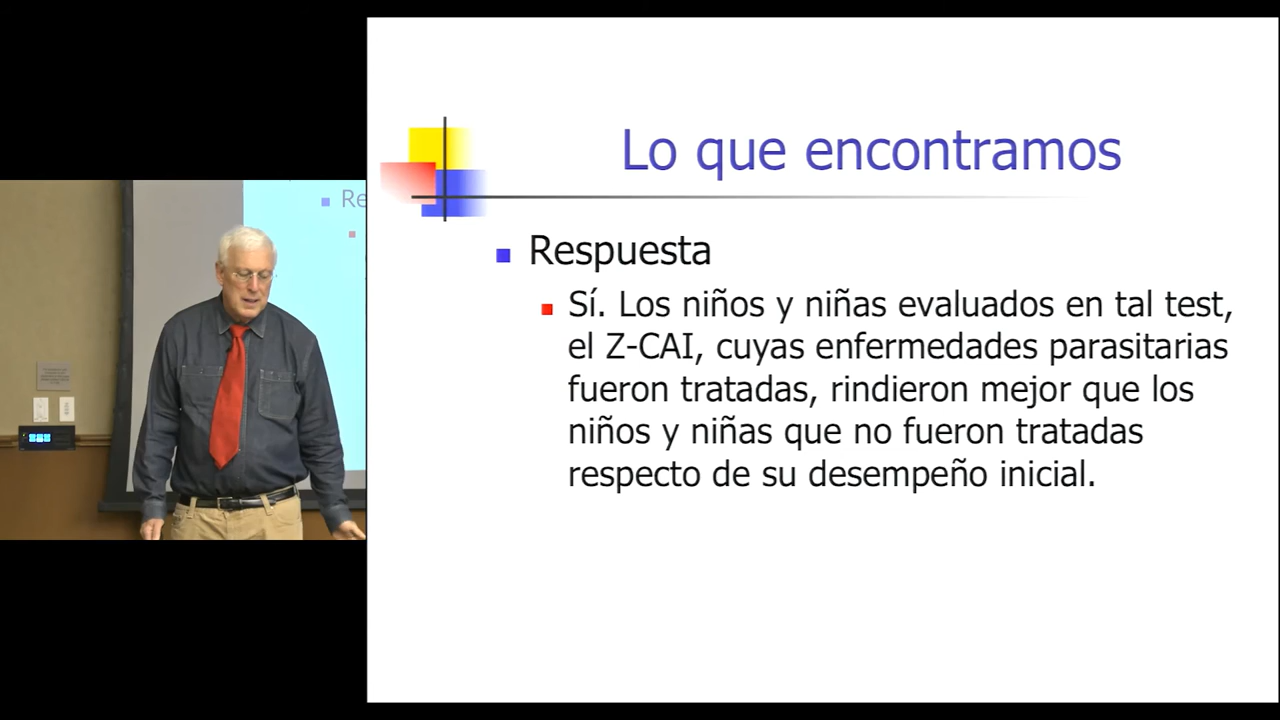 Lo que encontramos
Respuesta
Sí. Los niños y niñas evaluados en tal test,
el Z-CAI, cuyas enfermedades parasitarias
fueron tratadas, rindieron mejor que los
niños y niñas que no fueron tratadas
respecto de su desempeño inicial.
Re